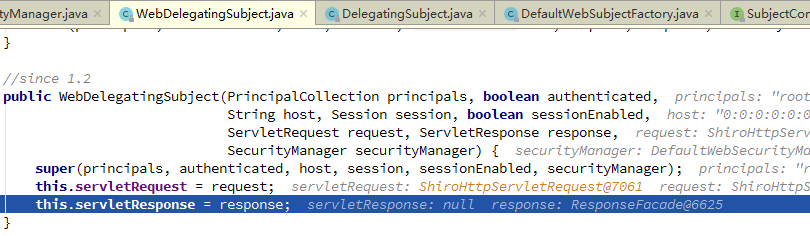 tyManager.java WebDelegatingSubject.java DelegatingSubject.java DefaultWebSubjectFactory.java SubjectCon
}
//since 1.2
public WebDelegatingSubject(PrincipalCollection principals, boolean authenticated, principals: "root
String host, Session session, boolean sessionEnabled, host: "0:0:0:0:0:0
ServletRequest request, ServletResponse response, request: ShiroHttpServ
SecurityManager securityManager) { securityManager: DefaultWebSecurityMa
super(principals, authenticated, host, session, sessionEnabled, securityManager); principals: "r
this.servletRequest = request; servletRequest: ShiroHttpServletRequest@7061 request: ShiroHttpS
this.servletResponse = response; servletResponse: null response: ResponseFacade@6625
}